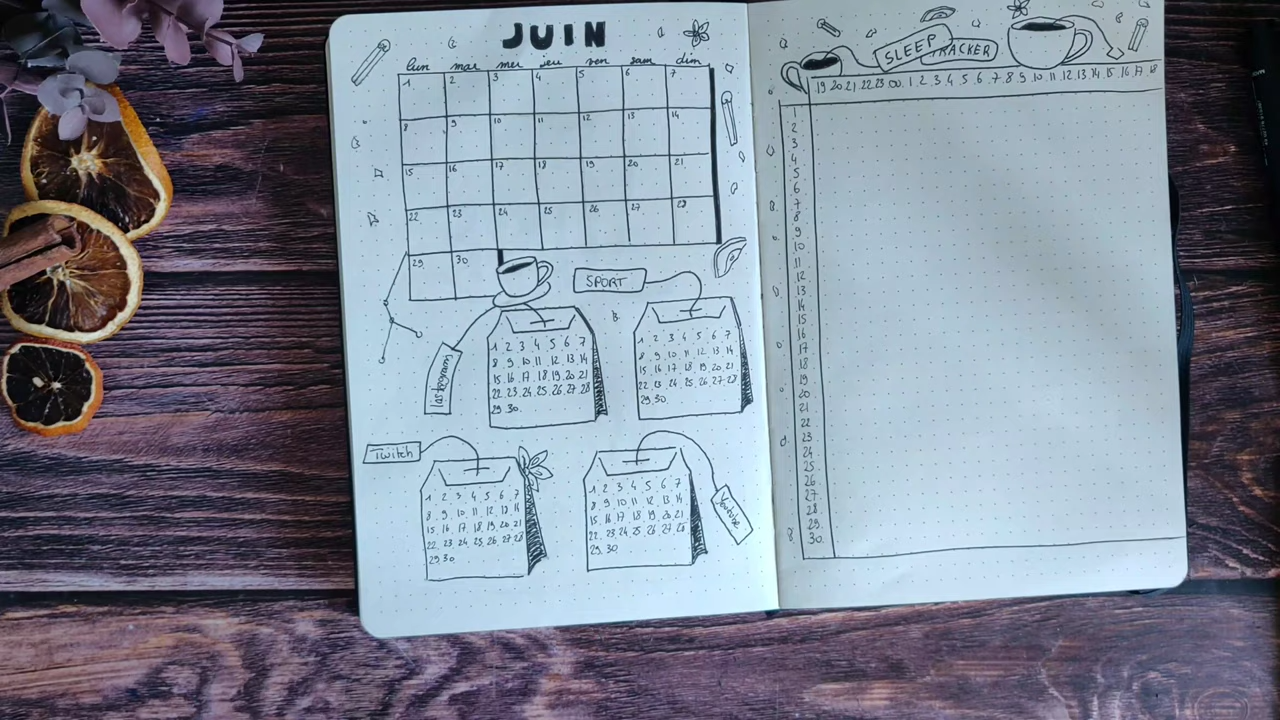 JUIN
lun mar mer jeu ven sam dim
1 2 3 4 5 6 7
8 9 10 11 12 13 14
15 16 17 18 19 20 21
22 23 24 25 26 27 28
29 30
SPORT
1 2 3 4 5 6 7
8 9 10 11 12 13 14
15 16 17 18 19 20 21
22 23 24 25 26 27 28
29 30
1 2 3 4 5 6 7
8 9 10 11 12 13 14
15 16 17 18 19 20 21
22 23 24 25 26 27 28
29 30
Twitch
1 2 3 4 5 6 7
8 9 10 11 12 13 14
15 16 17 18 19 20 21
22 23 24 25 26 27 28
29 30
Youtube
1 2 3 4 5 6 7
8 9 10 11 12 13 14
15 16 17 18 19 20 21
22 23 24 25 26 27 28
29 30
SLEEP TRACKER
19 20 21 22 23 00 1 2 3 4 5 6 7 8 9 10 11 12 13 14 15 16 17 18
1
2
3
4
5
6
7
8
9
10
11
12
13
14
15
16
17
18
19
20
21
22
23
24
25
26
27
28
29
30